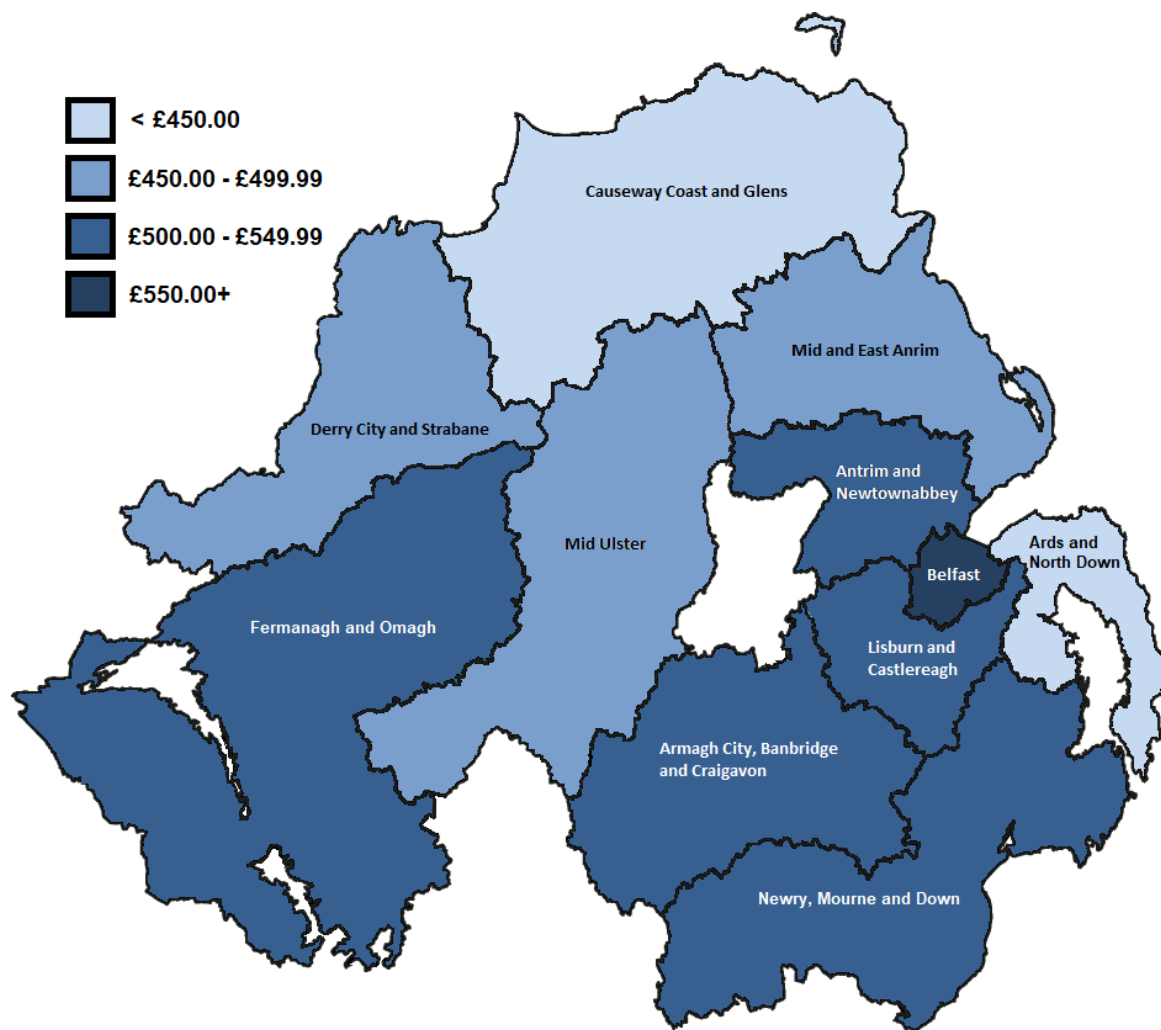 < £450.00
£450.00 - £499.99
£500.00 - £549.99
£550.00+
Causeway Coast and Glens
Mid and East Anrim
Derry City and Strabane
Antrim and
Newtownabbey
Mid Ulster
Ards and
North Down
Belfast
Fermanagh and Omagh
Lisburn and
Castlereagh
Armagh City, Banbridge
and Craigavon
Newry, Mourne and Down